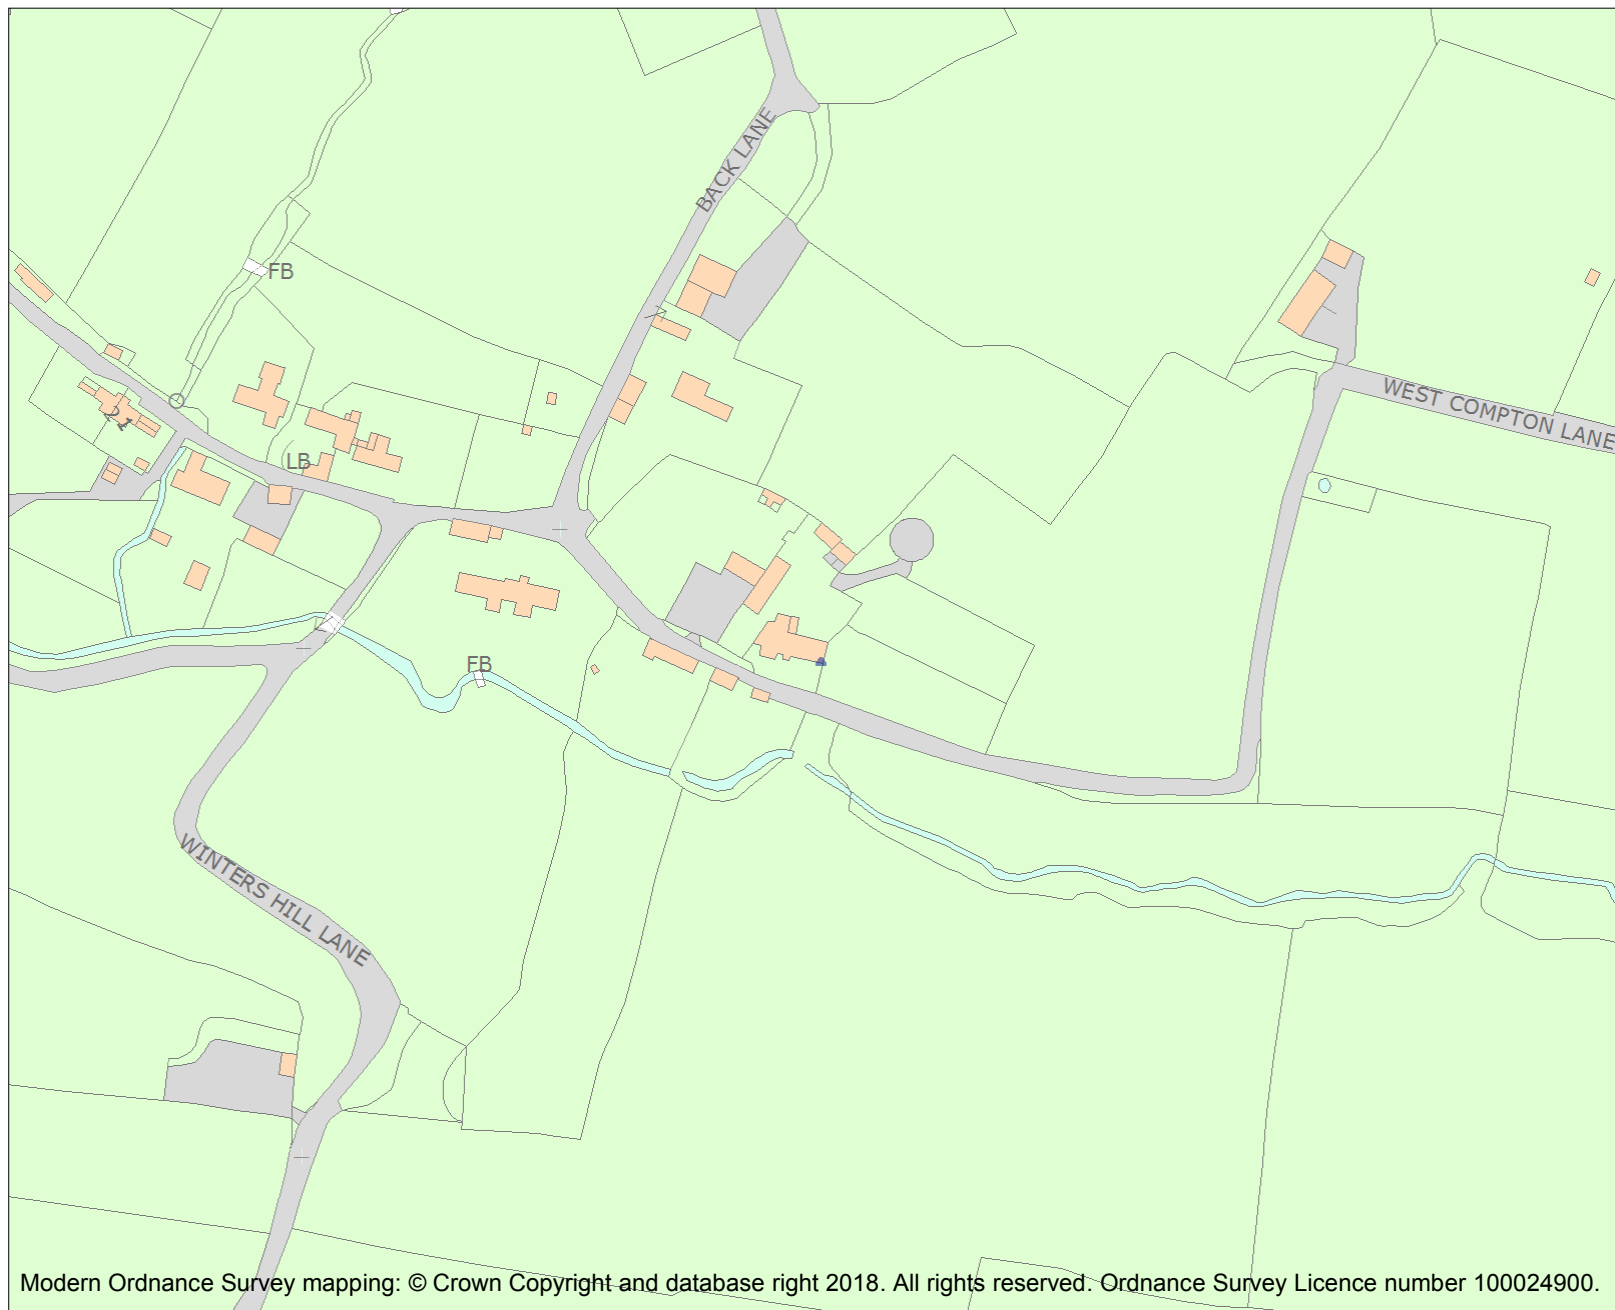 BACK LANE
FB
WEST COMPTON LANE
21
LB
FB
WINTERS HILL LANE
Modern Ordnance Survey mapping: © Crown Copyright and database right 2018. All rights reserved. Ordnance Survey Licence number 100024900.